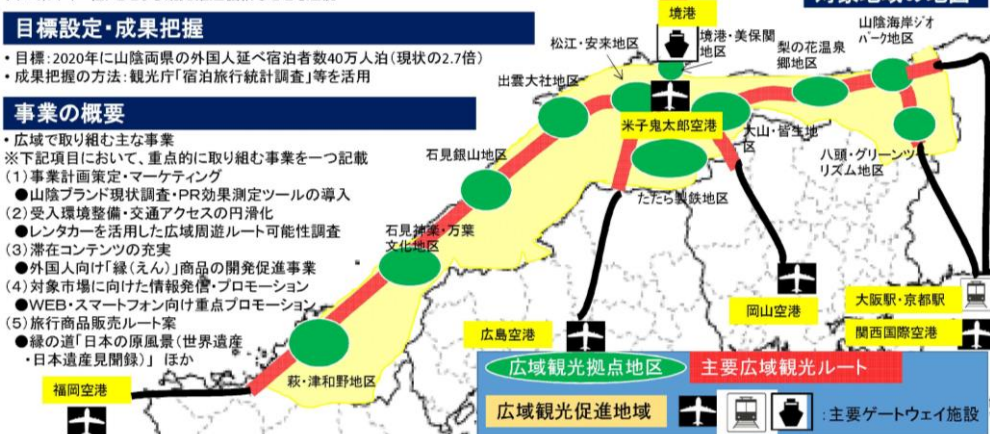 目標設定・成果把握
・目標:2020年に山陰両県の外国人延べ宿泊者数40万人泊(現状の2.7倍)
・成果把握の方法:観光庁「宿泊旅行統計調査」等を活用
事業の概要
・広域で取り組む主な事業
※下記項目において、重点的に取り組む事業を一つ記載
(1)事業計画策定・マーケティング
●山陰ブランド現状調査・PR効果測定ツールの導入
(2)受入環境整備・交通アクセスの円滑化
●レンタカーを活用した広域周遊ルート可能性調査
(3)滞在コンテンツの充実
●外国人向け「縁(えん)」商品の開発促進事業
(4)対象市場に向けた情報発信・プロモーション
●WEB・スマートフォン向け重点プロモーション
(5)旅行商品販売ルート案
●縁の道「日本の原風景(世界遺産
・日本遺産見聞録)」 ほか
境港
松江・安来地区
境港・美保関
地区
梨の花温泉
郷地区
山陰海岸ジオ
パーク地区
出雲大社地区
米子鬼太郎空港
大山・皆生地
区
八頭・グリーンツー
リズム地区
石見銀山地区
たたら製鉄地区
石見神楽・万葉
文化地区
萩・津和野地区
福岡空港
広島空港
岡山空港
大阪駅・京都駅
関西国際空港
広域観光拠点地区
主要広域観光ルート
広域観光促進地域
:主要ゲートウェイ施設